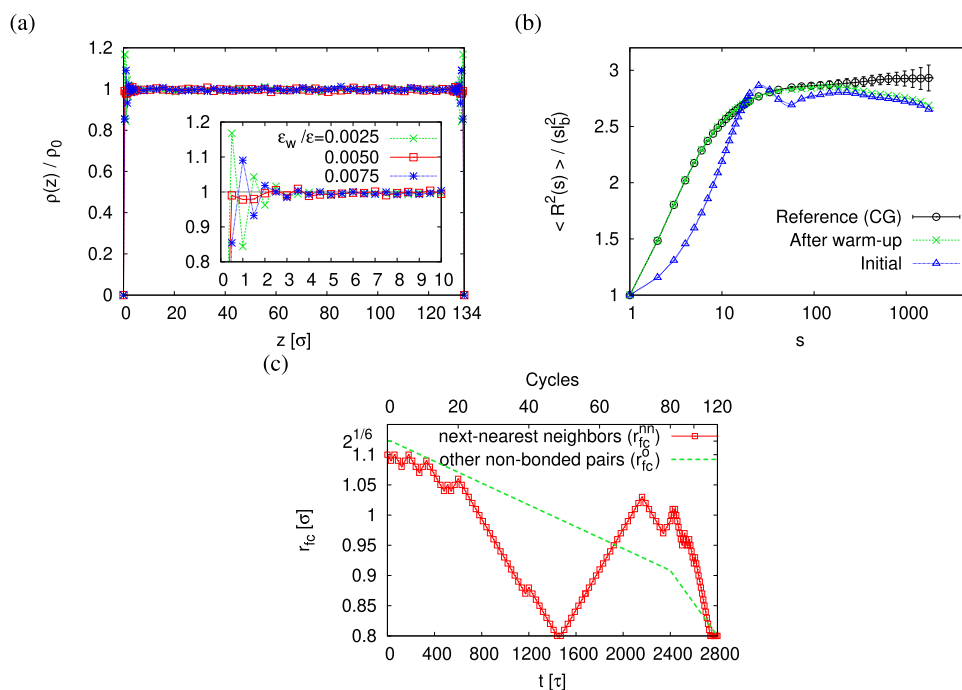 (a)
1.2
1
0.8
0.6
0.4
0.2
0
ρ(z) / ρ0
1.2
1.1
1
0.9
0.8
εw /ε=0.0025
0.0050
0.0075
0 1 2 3 4 5 6 7 8 9 10
0 20 40 60 80 100 120 134
z [σ]
(b)
3
2.5
2
1.5
1
< R²(s) > / (sl_b²)
Reference (CG)
After warm-up
Initial
1 10 100 1000
s
(c)
Cycles
0 20 40 60 80 100 120
2^1/6
1.1
1.05
1
0.95
0.9
0.85
0.8
r_fc [σ]
next-nearest neighbors (r_fc^nn)
other non-bonded pairs (r_fc^o)
0 400 800 1200 1600 2000 2400 2800
t [τ]